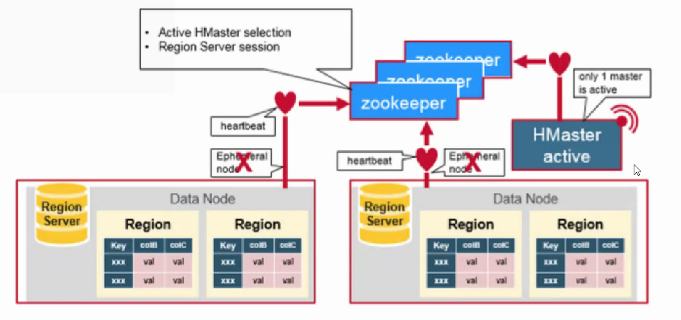 • Active HMaster selection
• Region Server session
zookeeper
zookeeper
zookeeper
only 1 master
is active
HMaster
active
heartbeat
Ephemeral
node
heartbeat
Ephemeral
node
Region
Server
Data Node
Region
Key colB colC
xxx val val
xxx val val
Region
Key colB colC
xxx val val
xxx val val
Region
Server
Data Node
Region
Key colB colC
xxx val val
xxx val val
Region
Key colB colC
xxx val val
xxx val val